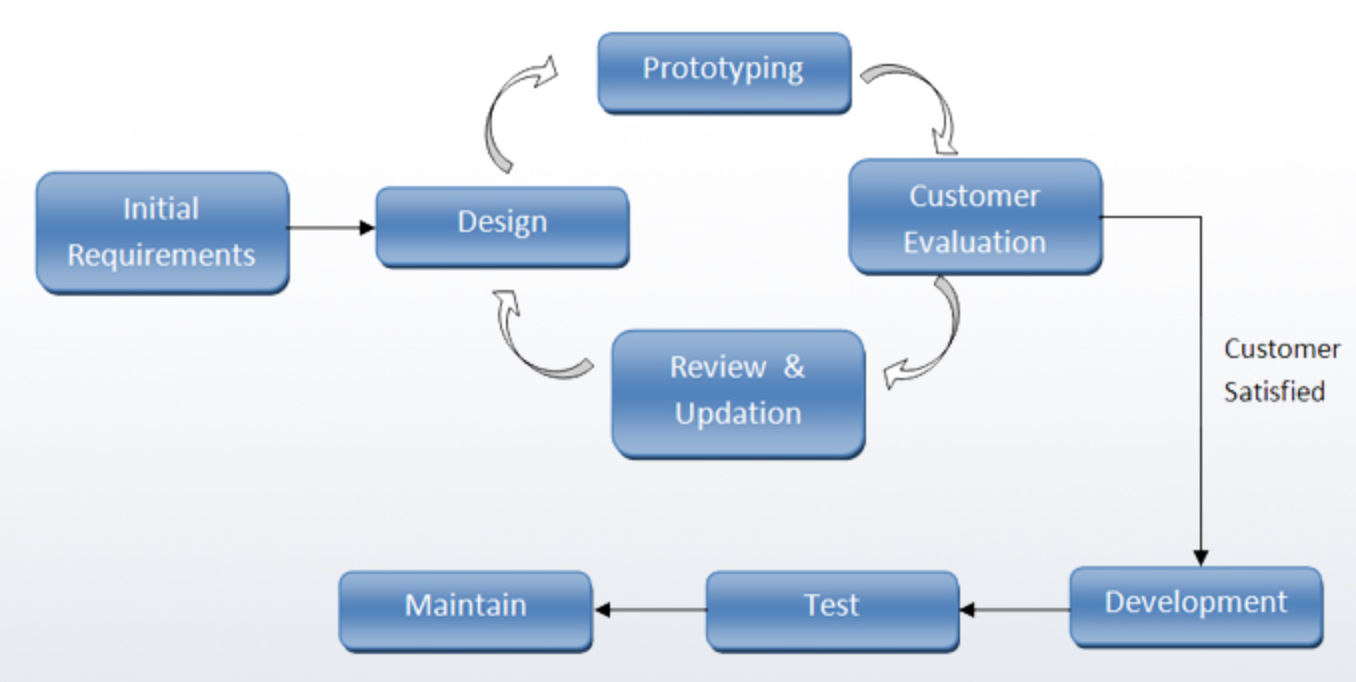 Prototyping
Initial
Requirements
Design
Customer
Evaluation
Review & 
Updation
Customer
Satisfied
Maintain
Test
Development